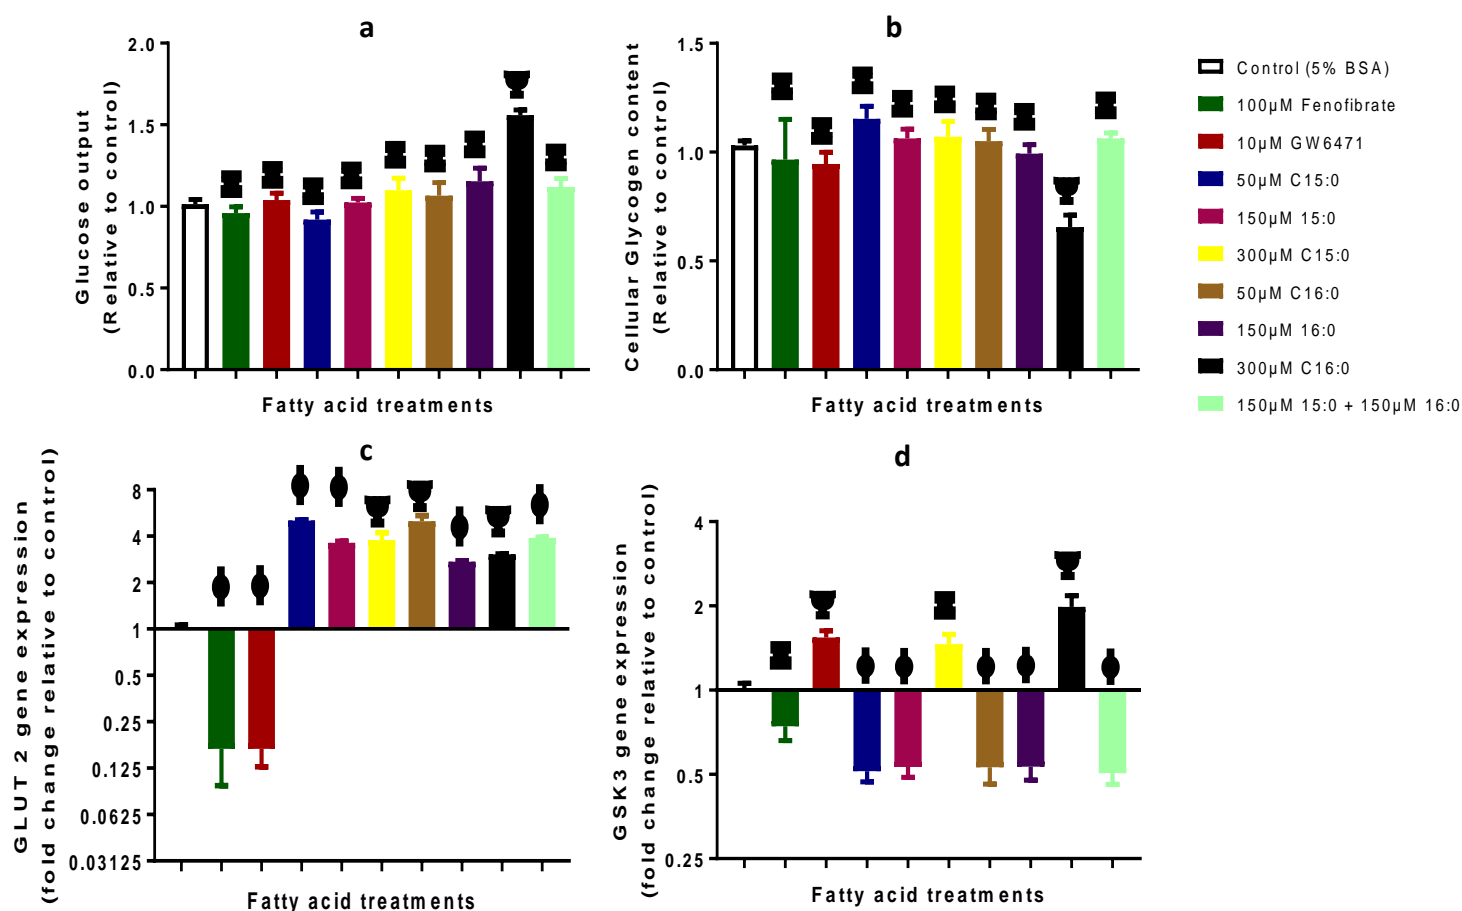 a
Glucose output
(Relative to control)
2.0
1.5
1.0
0.5
0.0
Fatty acid treatments
b
Cellular Glycogen content
(Relative to control)
1.5
1.0
0.5
0.0
Fatty acid treatments
Control (5% BSA)
100µM Fenofibrate
10µM GW6471
50µM C15:0
150µM 15:0
300µM C15:0
50µM C16:0
150µM 16:0
300µM C16:0
150µM 15:0 + 150µM 16:0
c
GLUT 2 gene expression
(fold change relative to control)
8
4
2
1
0.5
0.25
0.125
0.0625
0.03125
Fatty acid treatments
d
GSK3 gene expression
(fold change relative to control)
4
2
1
0.5
0.25
Fatty acid treatments